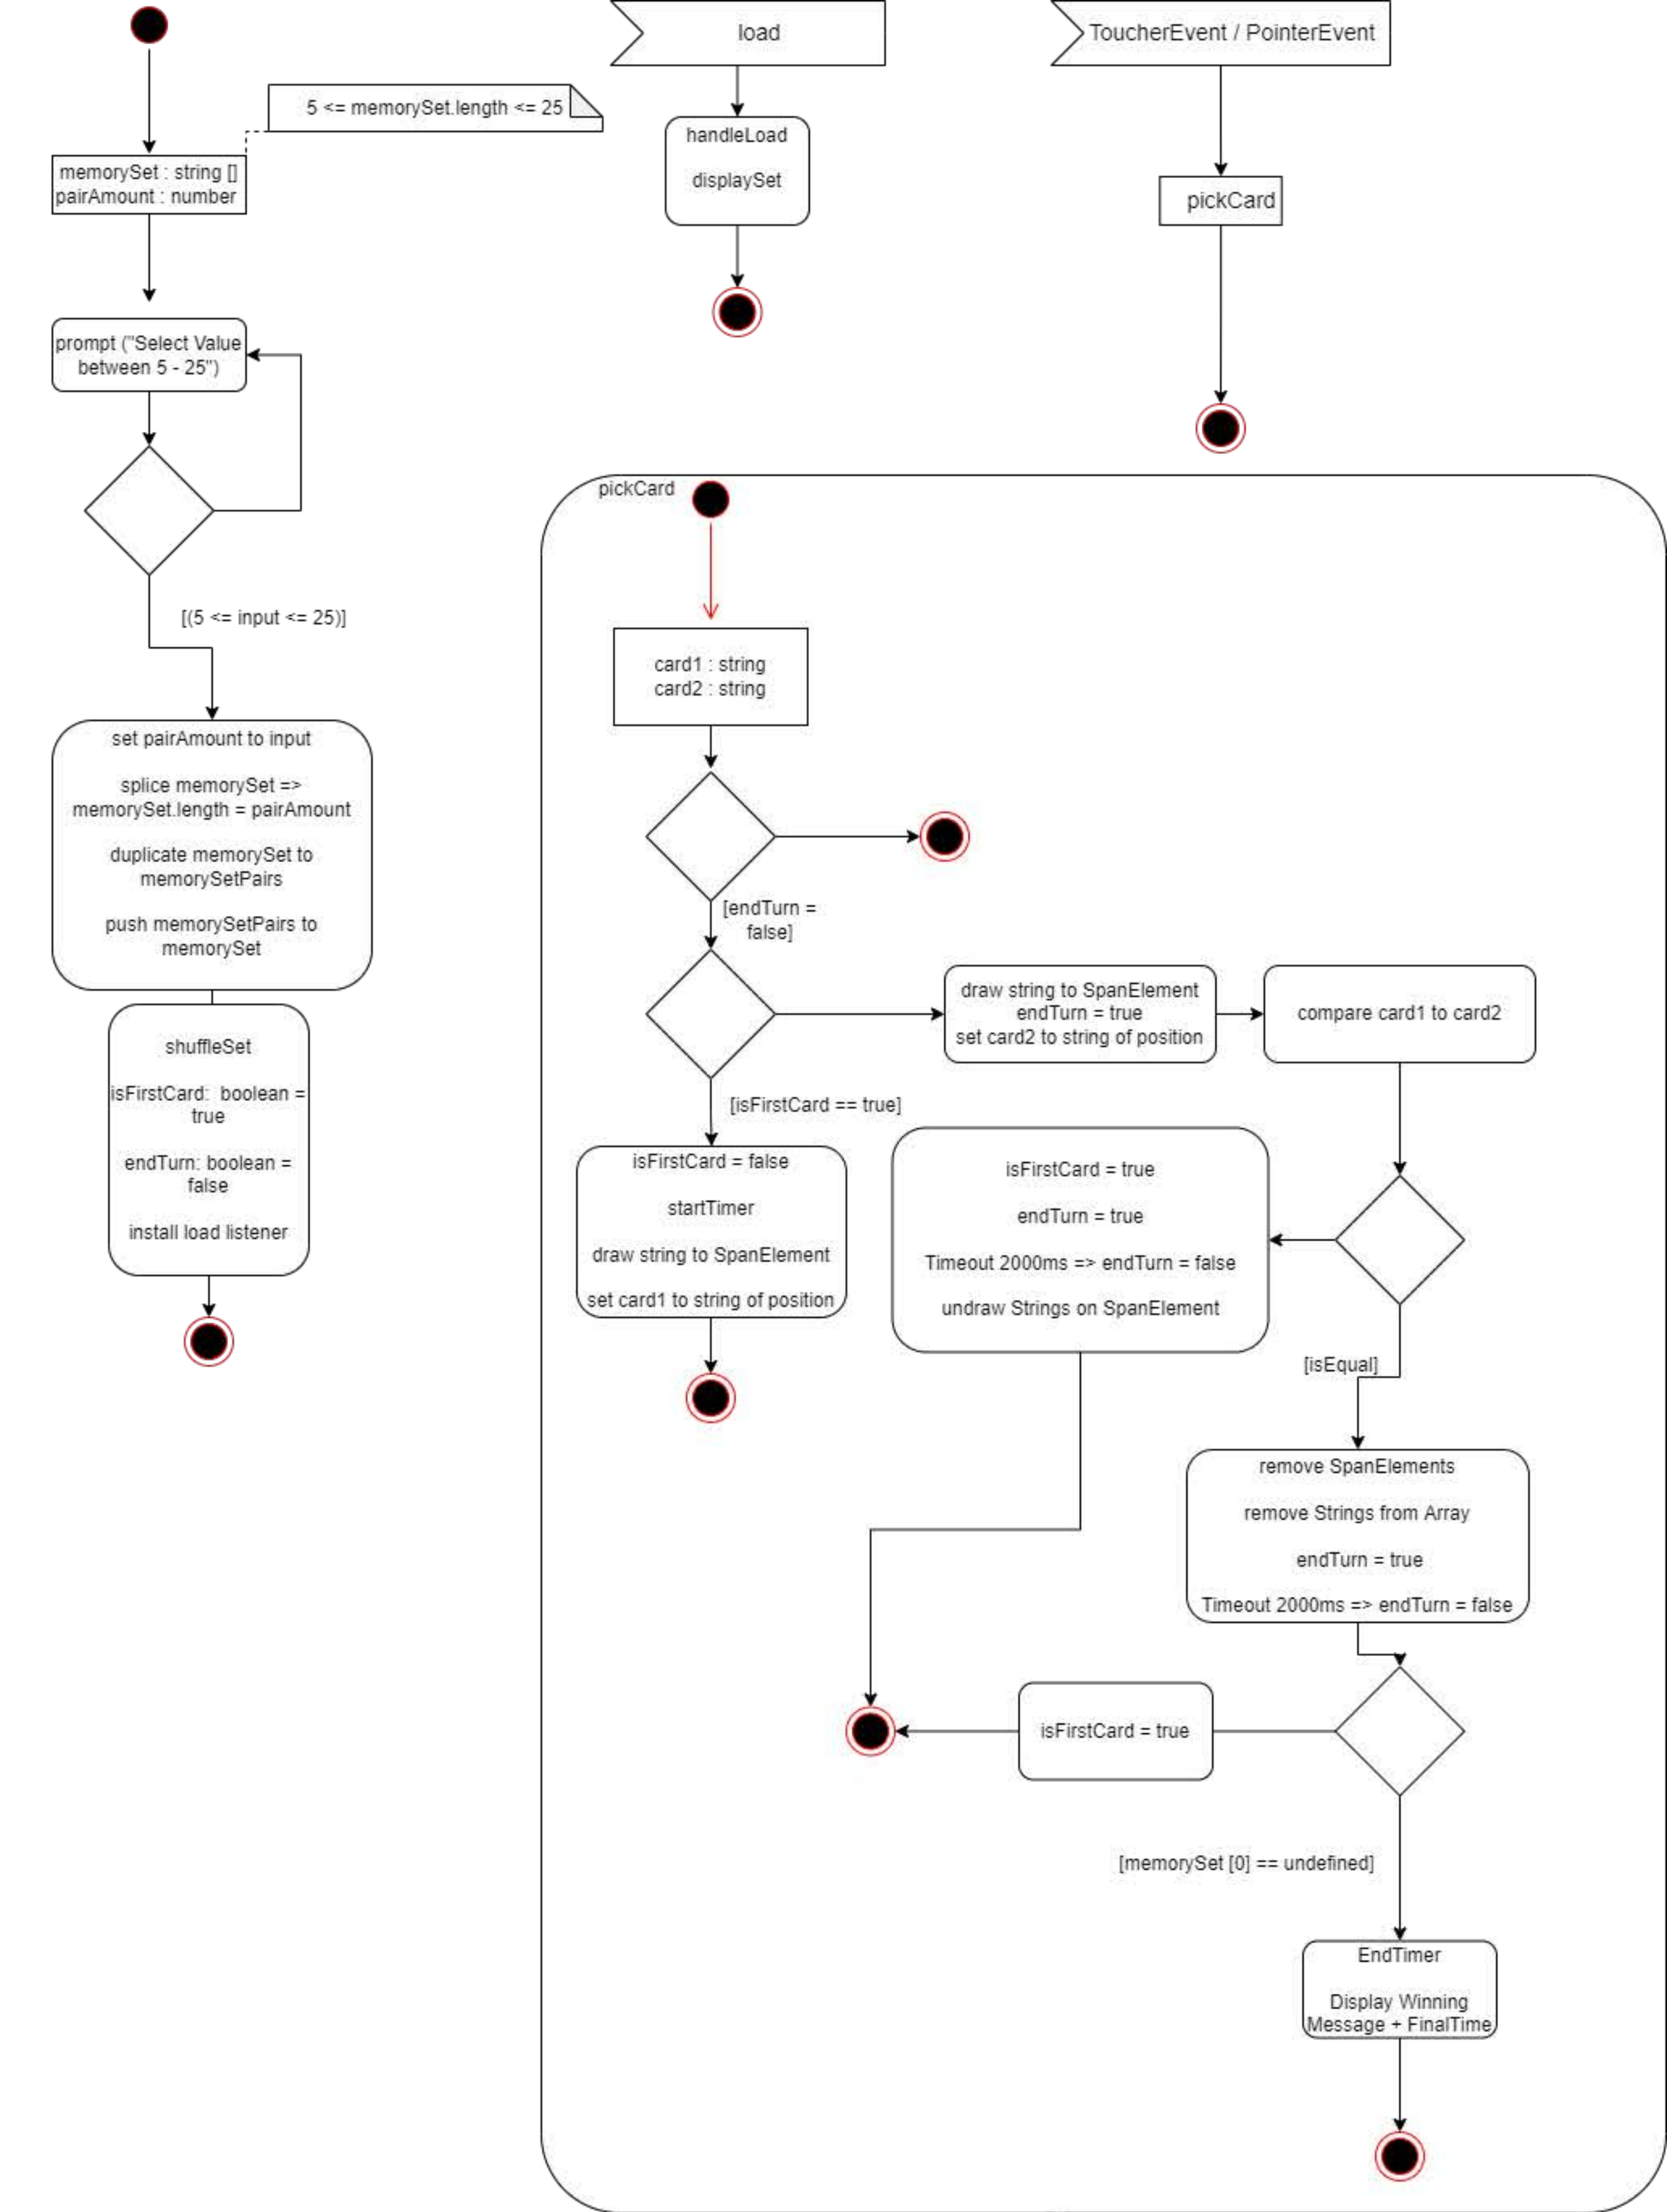 load
ToucherEvent / PointerEvent
5 <= memorySet.length <= 25
handleLoad
displaySet
memorySet : string []
pairAmount : number
pickCard
prompt ("Select Value
between 5 - 25")
[(5 <= input <= 25)]
set pairAmount to input
splice memorySet =>
memorySet.length = pairAmount
duplicate memorySet to
memorySetPairs
push memorySetPairs to
memorySet
shuffleSet
isFirstCard:  boolean =
true
endTurn: boolean =
false
install load listener
pickCard
card1 : string
card2 : string
[endTurn =
false]
draw string to SpanElement
endTurn = true
set card2 to string of position
compare card1 to card2
[isFirstCard == true]
isFirstCard = false
startTimer
draw string to SpanElement
set card1 to string of position
isFirstCard = true
endTurn = true
Timeout 2000ms => endTurn = false
undraw Strings on SpanElement
[isEqual]
remove SpanElements
remove Strings from Array
endTurn = true
Timeout 2000ms => endTurn = false
isFirstCard = true
[memorySet [0] == undefined]
EndTimer
Display Winning
Message + FinalTime